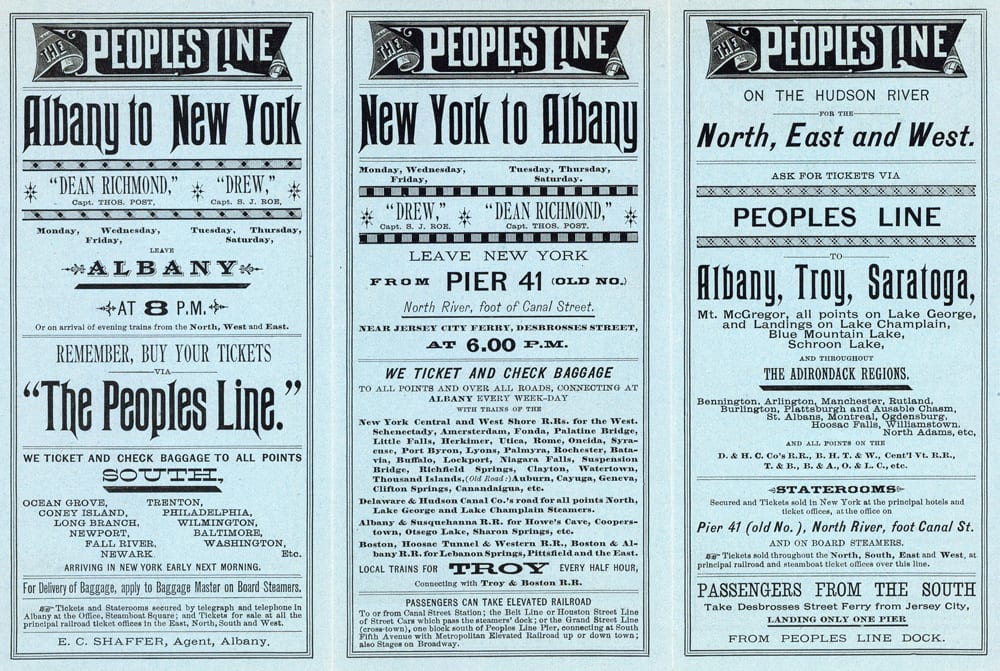 THE PEOPLES LINE
Albany to New York
"DEAN RICHMOND,"
Capt. THOS. POST,
"DREW,"
Capt. S. J. ROE,
Monday, Wednesday,
Friday,
Tuesday, Thursday,
Saturday,
LEAVE
ALBANY
AT 8 P.M.
Or on arrival of evening trains from the North, West and East.
REMEMBER, BUY YOUR TICKETS
VIA
"The Peoples Line."
WE TICKET AND CHECK BAGGAGE TO ALL POINTS
SOUTH,
OCEAN GROVE,
CONEY ISLAND,
LONG BRANCH,
NEWPORT,
FALL RIVER.
NEWARK
TRENTON,
PHILADELPHIA,
WILMINGTON,
BALTIMORE,
WASHINGTON,
Etc.
ARRIVING IN NEW YORK EARLY NEXT MORNING.
For Delivery of Baggage, apply to Baggage Master on Board Steamers.
☞ Tickets and Staterooms secured by telegraph and telephone in
Albany at the Office, Steamboat Square; and Tickets for sale at all the
principal railroad ticket offices in the East, North, South and West.
E. C. SHAFFER, Agent, Albany.
THE PEOPLES LINE
New York to Albany
Monday, Wednesday,
Friday,
Tuesday, Thursday,
Saturday.
"DREW,"
Capt. S. J. ROE.
"DEAN RICHMOND,"
Capt. THOS. POST.
LEAVE NEW YORK
FROM PIER 41 (OLD NO.)
North River, foot of Canal Street.
NEAR JERSEY CITY FERRY, DESBROSSES STREET,
AT 6.00 P.M.
WE TICKET AND CHECK BAGGAGE
TO ALL POINTS AND OVER ALL ROADS, CONNECTING AT
ALBANY EVERY WEEK-DAY
WITH TRAINS OF THE
New York Central and West Shore R.Rs. for the West.
Schenectady, Amersterdam, Fonda, Palatine Bridge,
Little Falls, Herkimer, Utica, Rome, Oneida, Syra-
cuse, Port Byron, Lyons, Palmyra, Rochester, Bata-
via, Buffalo, Lockport, Niagara Falls, Suspension
Bridge, Richfield Springs, Clayton, Watertown,
Thousand Islands,(Old Road:) Auburn, Cayuga, Geneva,
Clifton Springs, Canandaigua, etc.
Delaware & Hudson Canal Co.'s road for all points North,
Lake George and Lake Champlain Steamers.
Albany & Susquehanna R.R. for Howe's Cave, Coopers-
town, Otsego Lake, Sharon Springs, etc.
Boston, Hoosac Tunnel & Western R.R., Boston & Al-
bany R.R. for Lebanon Springs, Pittsfield and the East.
LOCAL TRAINS FOR TROY EVERY HALF HOUR,
Connecting with Troy & Boston R.R.
PASSENGERS CAN TAKE ELEVATED RAILROAD
To or from Canal Street Station; the Belt Line or Houston Street Line
of Street Cars which pass the steamers' dock; or the Grand Street Line
(cross-town), one block south of Peoples Line Pier, connecting at South
Fifth Avenue with Metropolitan Elevated Railroad up or down town;
also Stages on Broadway.
THE PEOPLES LINE
ON THE HUDSON RIVER
FOR THE
North, East and West.
ASK FOR TICKETS VIA
PEOPLES LINE
TO
Albany, Troy, Saratoga,
Mt. McGregor, all points on Lake George,
and Landings on Lake Champlain,
Blue Mountain Lake,
Schroon Lake,
AND THROUGHOUT
THE ADIRONDACK REGIONS.
Bennington, Arlington, Manchester, Rutland,
Burlington, Plattsburgh and Ausable Chasm,
St. Albans, Montreal, Ogdensburg,
Hoosac Falls, Williamstown,
North Adams, etc,
AND ALL POINTS ON THE
D. & H. C. Co's R.R., B. H. T. & W., Cent'l Vt. R.R.,
T. & B., B. & A., O. & L. C., etc.
STATEROOMS
Secured and Tickets sold in New York at the principal hotels and
ticket offices, at the office on
Pier 41 (old No.), North River, foot Canal St.
AND ON BOARD STEAMERS.
☞ Tickets sold throughout the North, South, East and West, at
principal railroad and steamboat ticket offices over this line.
PASSENGERS FROM THE SOUTH
Take Desbrosses Street Ferry from Jersey City,
LANDING ONLY ONE PIER
FROM PEOPLES LINE DOCK.